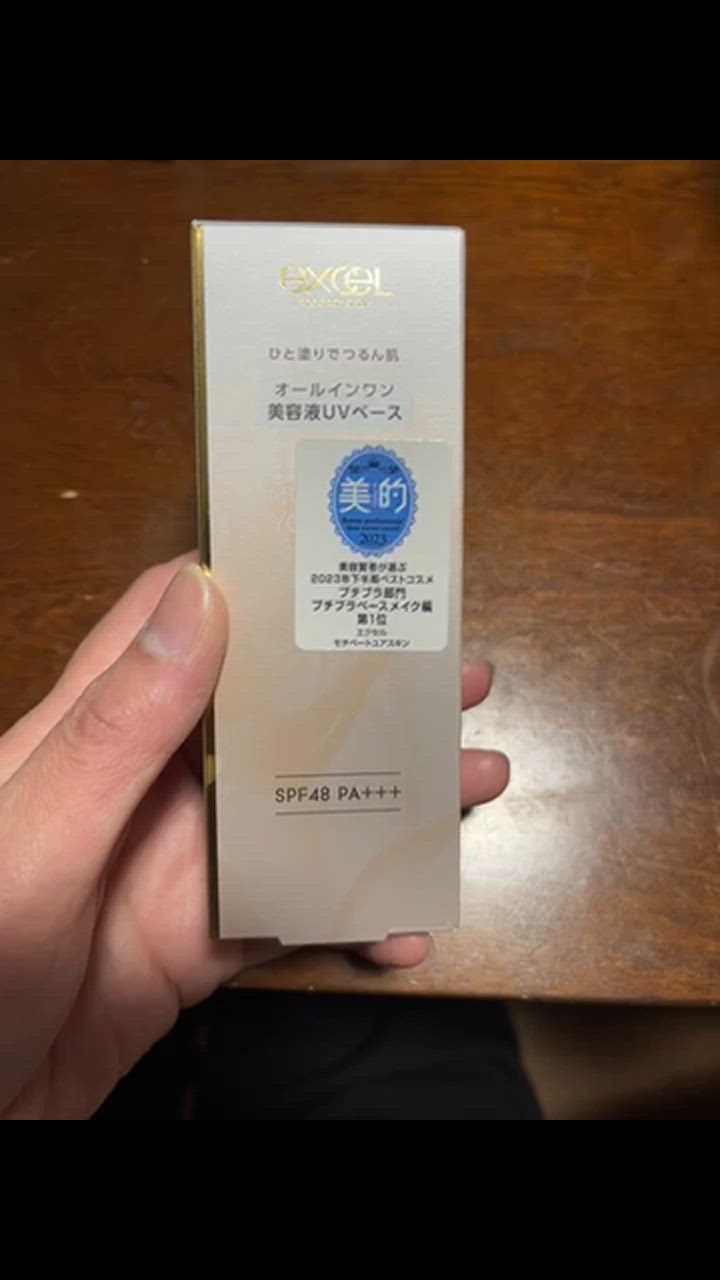 excel
ひと塗りでつるん肌
オールインワン
美容液UVベース
美的
2023
美容賢者が選ぶ
2023年下半期ベストコスメ
プチプラ部門
プチプラベースメイク編
第1位
エクセル
モチベートユアスキン
SPF48 PA+++